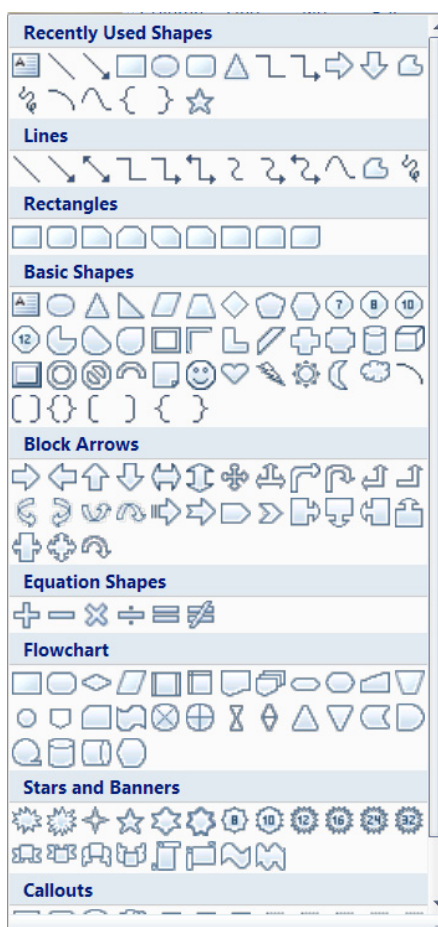 Recently Used Shapes
A
Lines
Rectangles
Basic Shapes
A 7 8 10
12
Block Arrows
Equation Shapes
Flowchart
Stars and Banners
8 10 12 16 24 32
Callouts